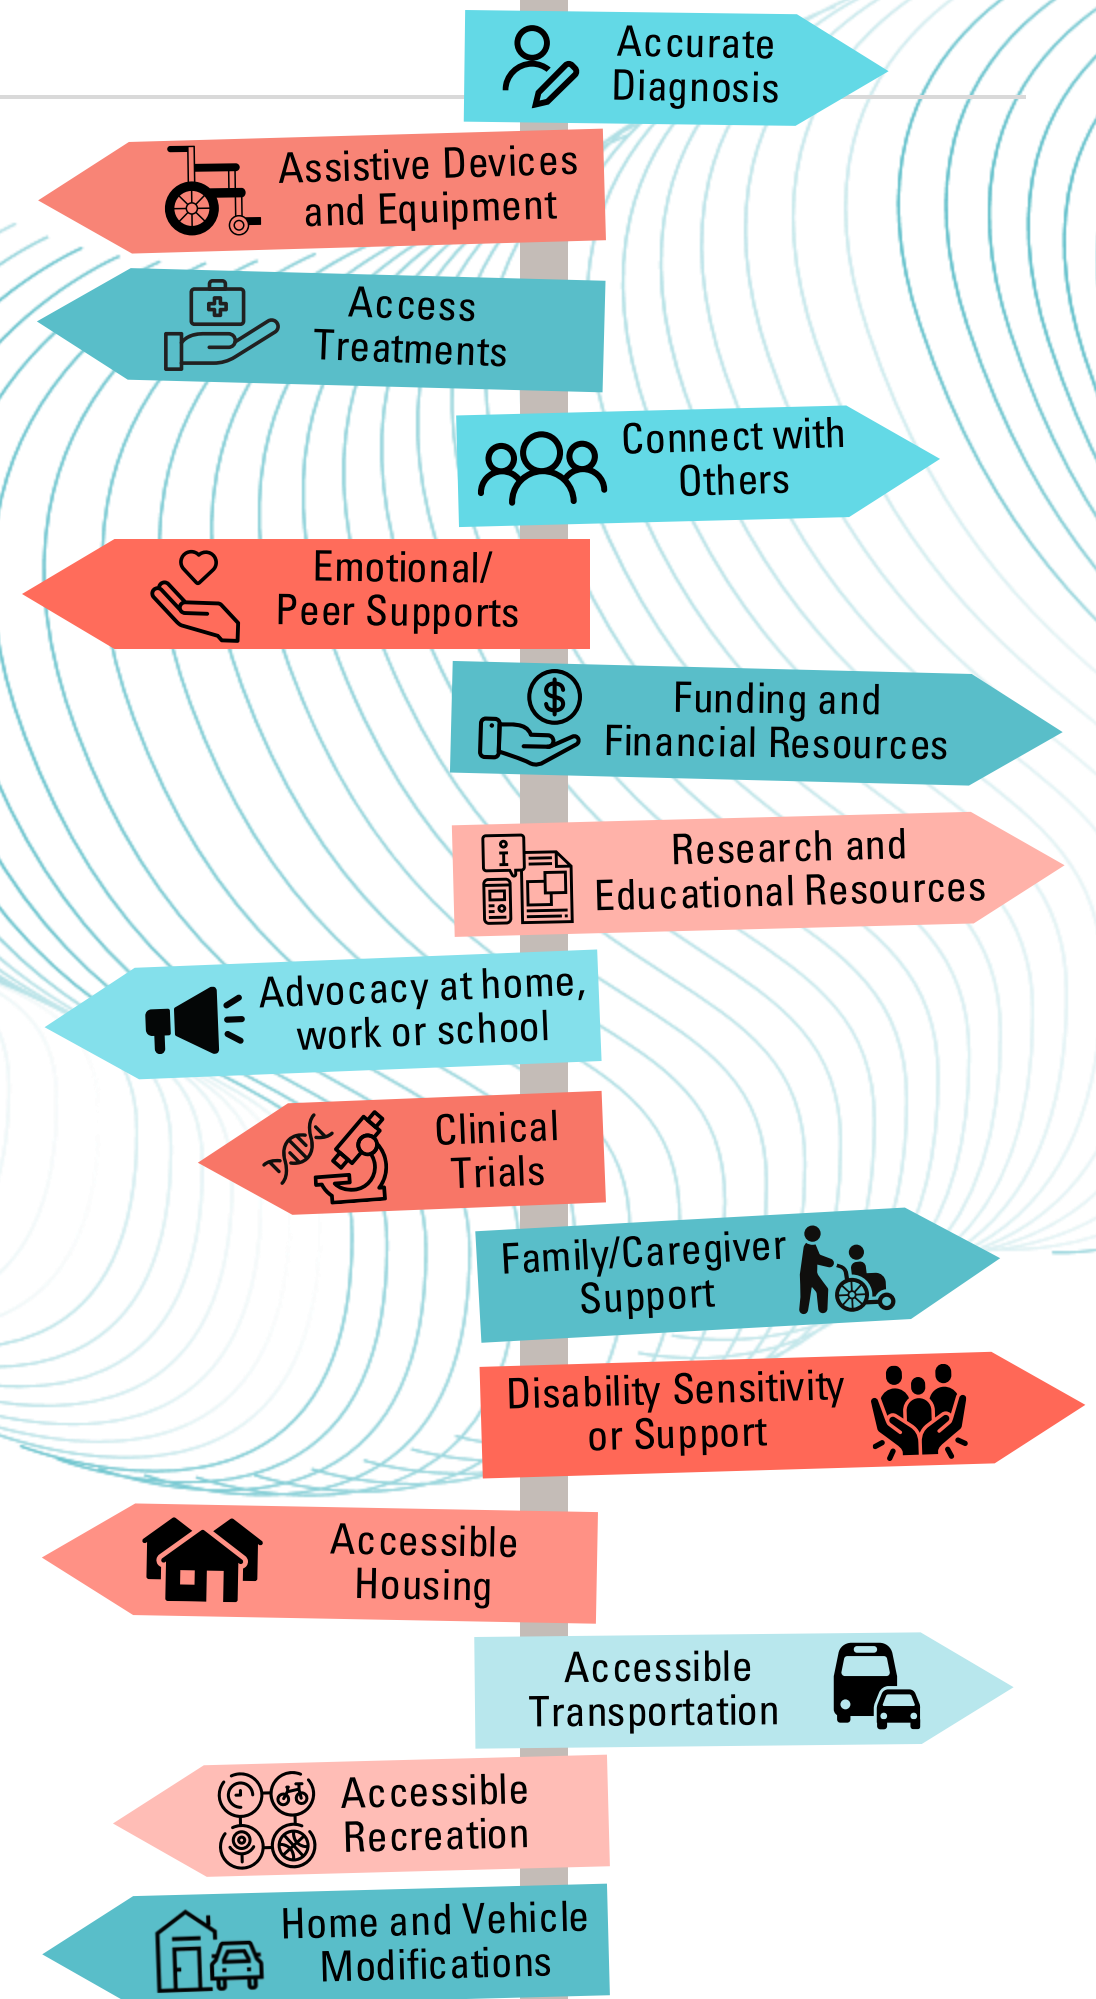 Accurate
Diagnosis
Assistive Devices
and Equipment
Access
Treatments
Connect with
Others
Emotional/
Peer Supports
Funding and
Financial Resources
Research and
Educational Resources
Advocacy at home,
work or school
Clinical
Trials
Family/Caregiver
Support
Disability Sensitivity
or Support
Accessible
Housing
Accessible
Transportation
Accessible
Recreation
Home and Vehicle
Modifications